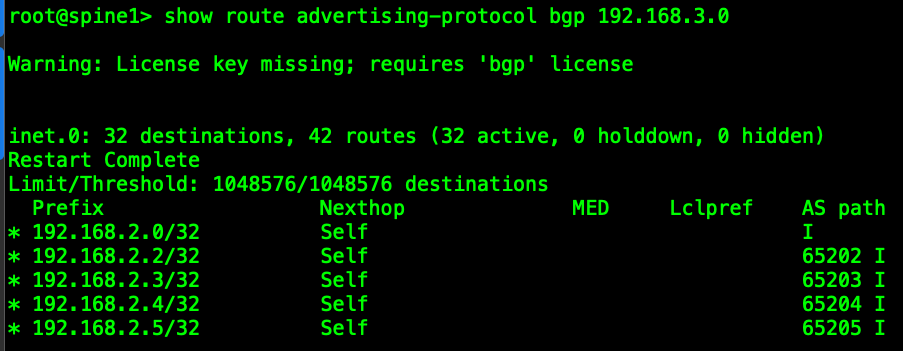 root@spine1> show route advertising-protocol bgp 192.168.3.0
Warning: License key missing; requires 'bgp' license
inet.0: 32 destinations, 42 routes (32 active, 0 holddown, 0 hidden)
Restart Complete
Limit/Threshold: 1048576/1048576 destinations
  Prefix                  Nexthop              MED     Lclpref    AS path
* 192.168.2.0/32          Self                                    I
* 192.168.2.2/32          Self                                    65202 I
* 192.168.2.3/32          Self                                    65203 I
* 192.168.2.4/32          Self                                    65204 I
* 192.168.2.5/32          Self                                    65205 I